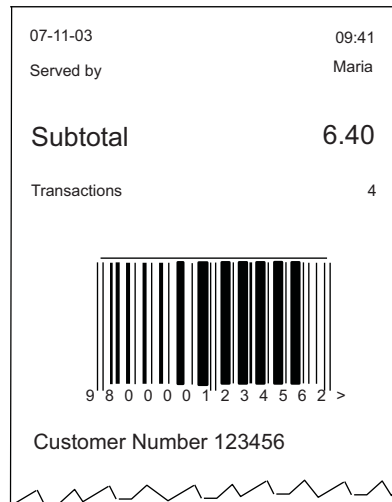 07-11-03 09:41
Served by Maria
Subtotal 6.40
Transactions 4
9 8 0 0 0 0 1 2 3 4 5 6 2 >
Customer Number 123456